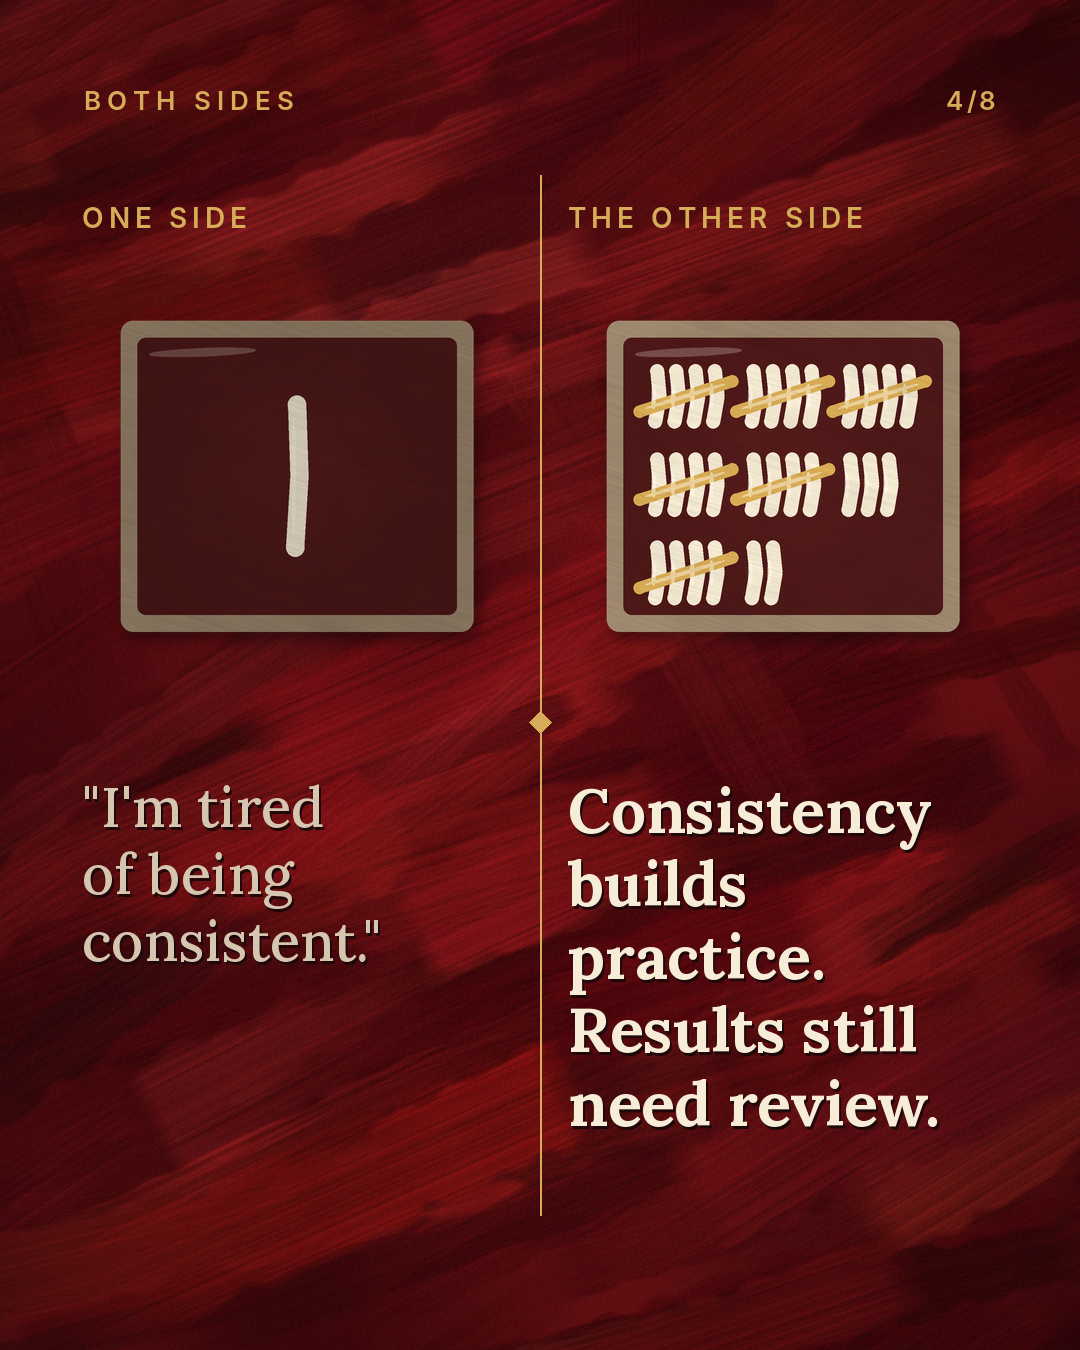 BOTH SIDES
4/8
ONE SIDE
"I'm tired
of being
consistent."
THE OTHER SIDE
Consistency
builds
practice.
Results still
need review.